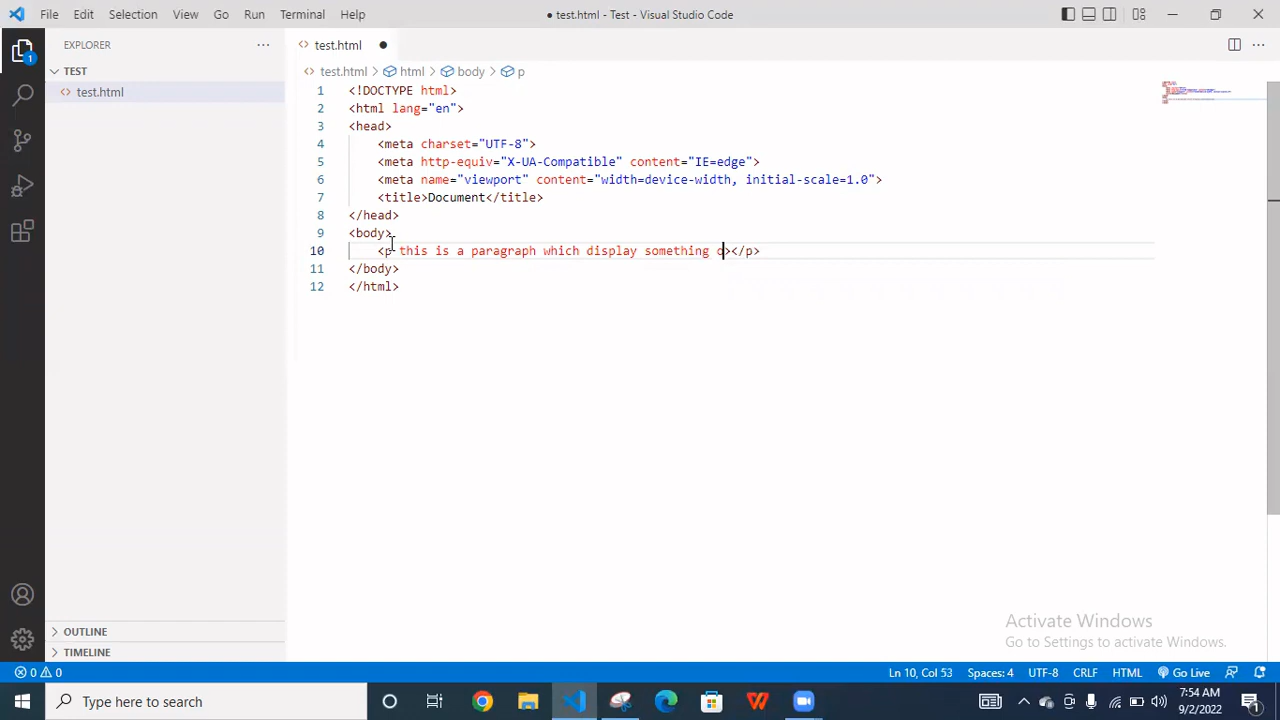 File Edit Selection View Go Run Terminal Help
● test.html - Test - Visual Studio Code
EXPLORER
TEST
test.html
1
test.html
test.html > html > body > p
1 <!DOCTYPE html>
2 <html lang="en">
3 <head>
4 <meta charset="UTF-8">
5 <meta http-equiv="X-UA-Compatible" content="IE=edge">
6 <meta name="viewport" content="width=device-width, initial-scale=1.0">
7 <title>Document</title>
8 </head>
9 <body>
10 <p this is a paragraph which display something o></p>
11 </body>
12 </html>
OUTLINE
TIMELINE
Activate Windows
Go to Settings to activate Windows.
0 0
Ln 10, Col 53 Spaces: 4 UTF-8 CRLF HTML Go Live
Type here to search
7:54 AM
9/2/2022
1